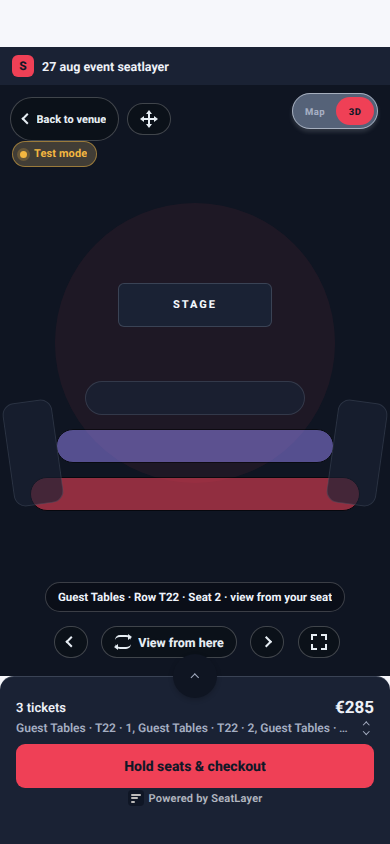 S 27 aug event seatlayer
Back to venue
Map 3D
Test mode
STAGE
Guest Tables · Row T22 · Seat 2 · view from your seat
View from here
3 tickets €285
Guest Tables · T22 · 1, Guest Tables · T22 · 2, Guest Tables · ...
Hold seats & checkout
Powered by SeatLayer